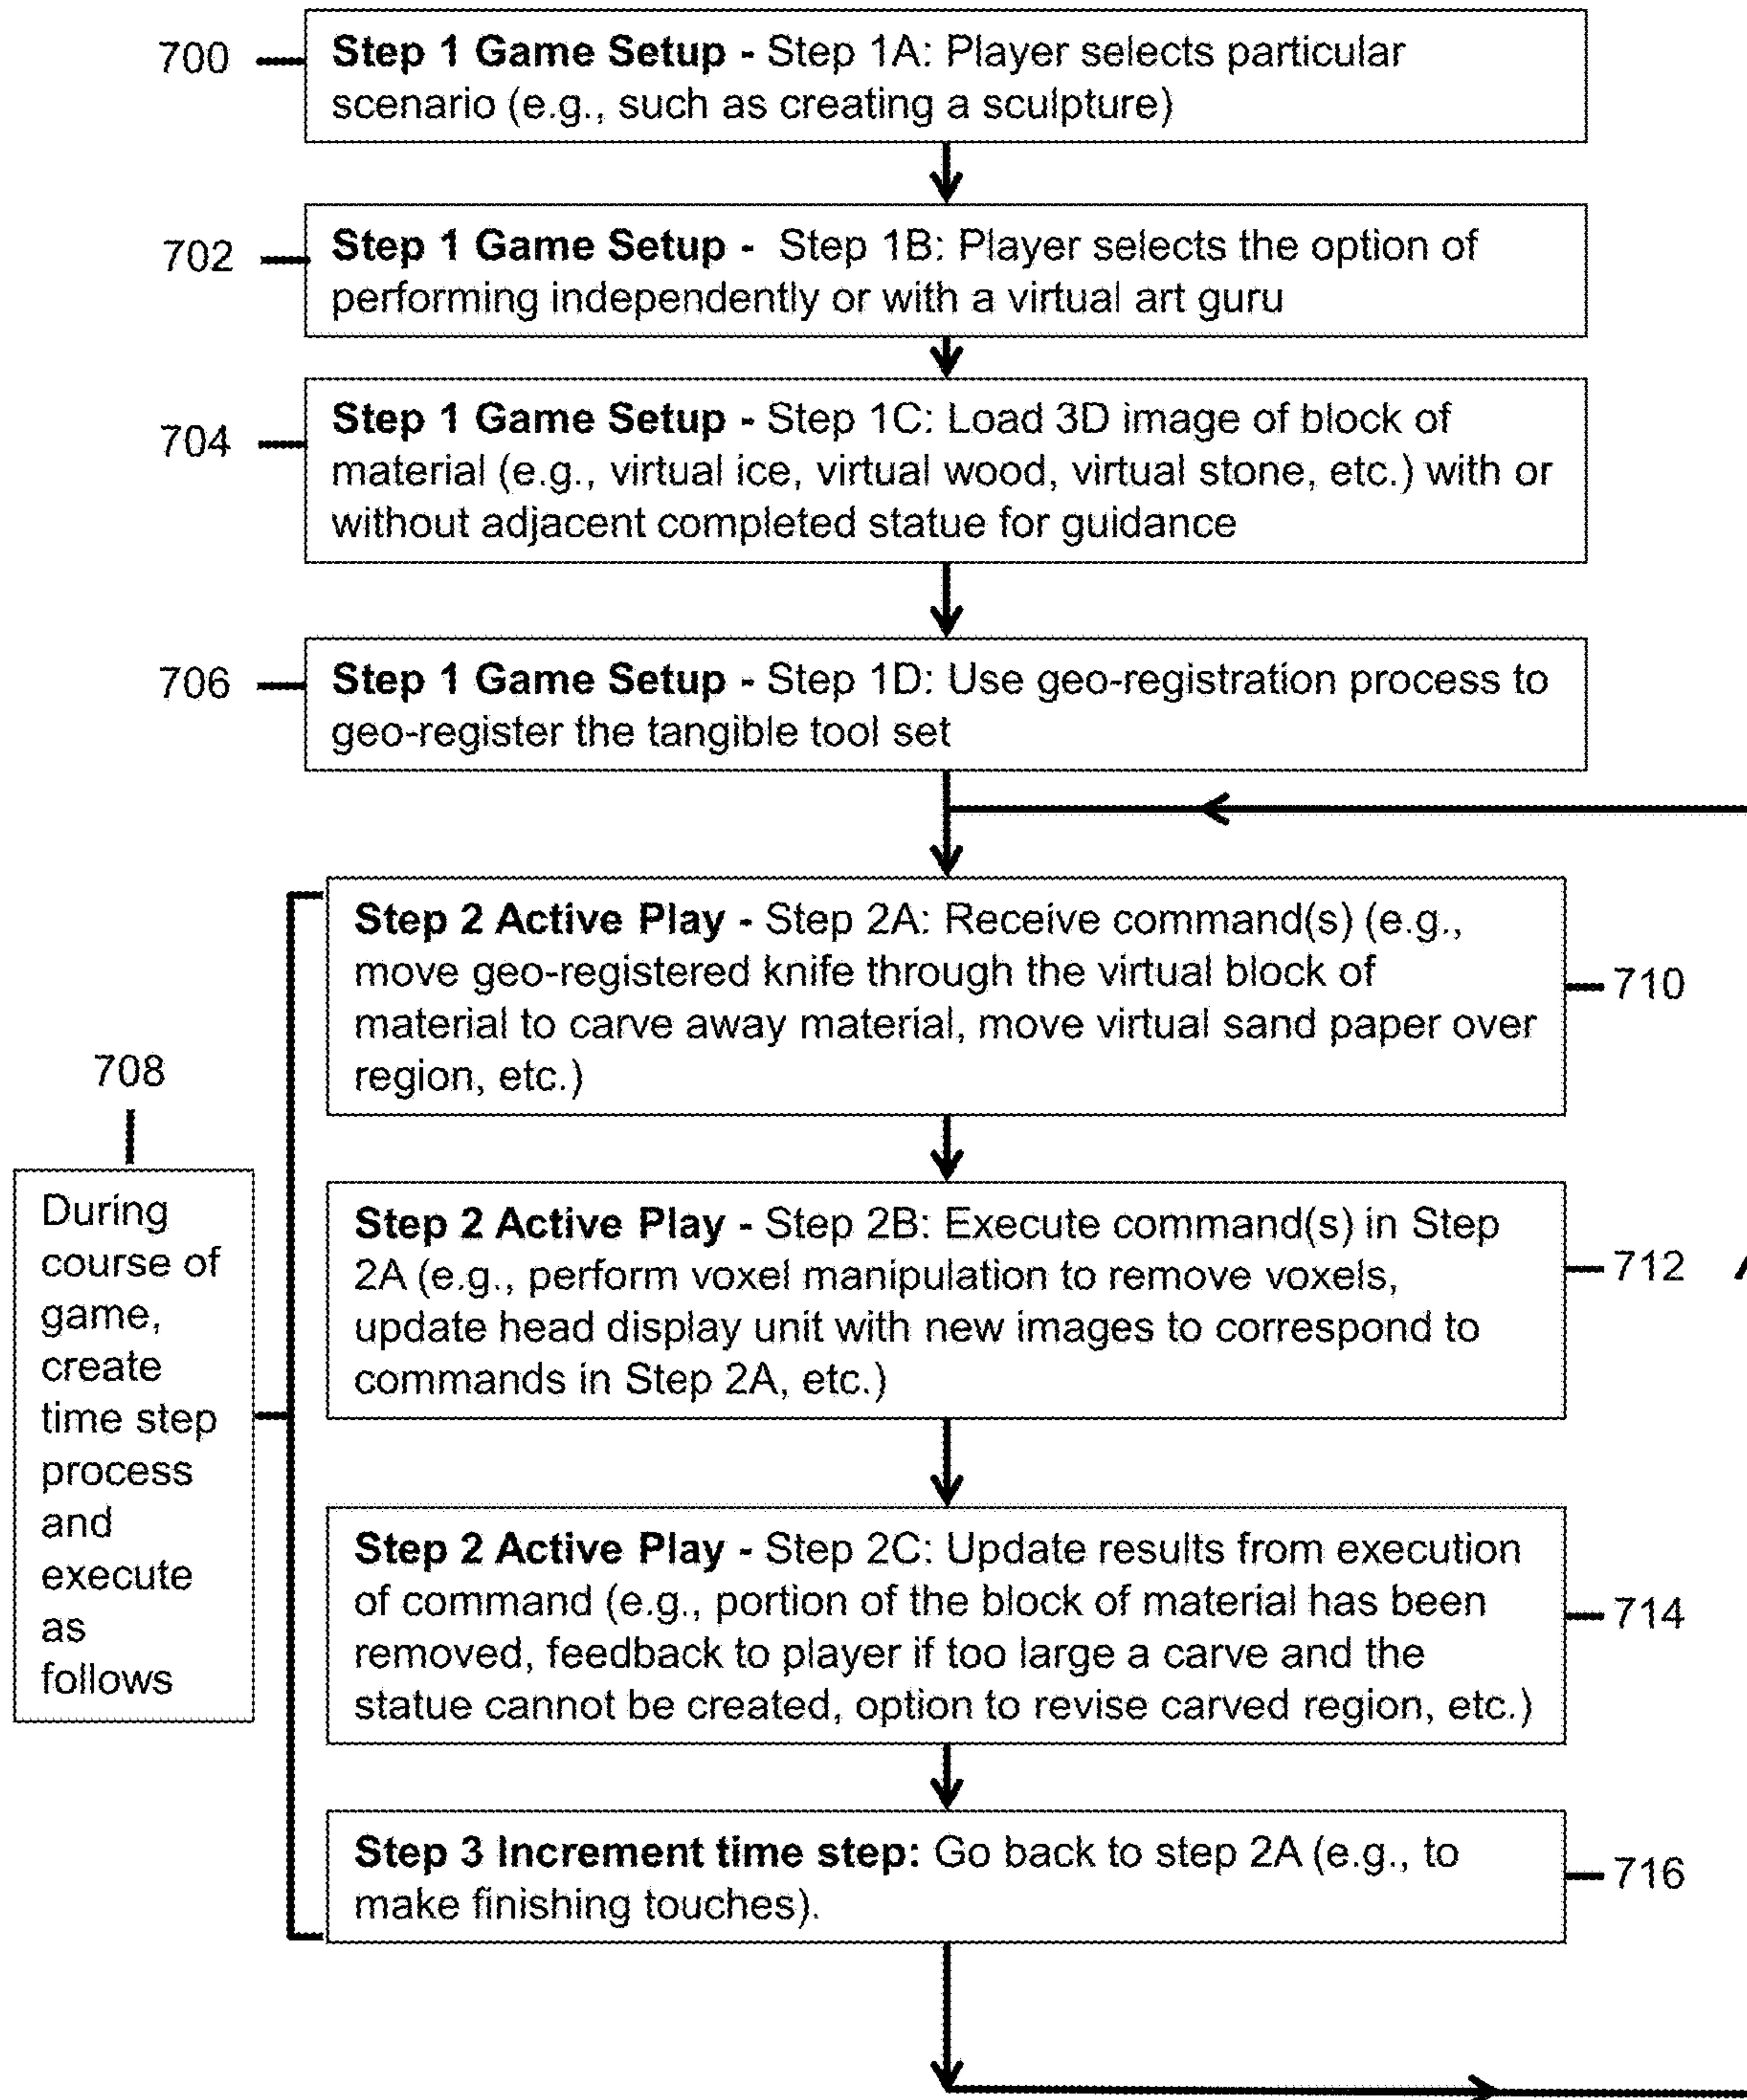 700
Step 1 Game Setup - Step 1A: Player selects particular
scenario (e.g., such as creating a sculpture)
702
Step 1 Game Setup - Step 1B: Player selects the option of
performing independently or with a virtual art guru
704
Step 1 Game Setup - Step 1C: Load 3D image of block of
material (e.g., virtual ice, virtual wood, virtual stone, etc.) with or
without adjacent completed statue for guidance
706
Step 1 Game Setup - Step 1D: Use geo-registration process to
geo-register the tangible tool set
708
During
course of
game,
create
time step
process
and
execute
as
follows
Step 2 Active Play - Step 2A: Receive command(s) (e.g.,
move geo-registered knife through the virtual block of
material to carve away material, move virtual sand paper over
region, etc.)
710
Step 2 Active Play - Step 2B: Execute command(s) in Step
2A (e.g., perform voxel manipulation to remove voxels,
update head display unit with new images to correspond to
commands in Step 2A, etc.)
712
Step 2 Active Play - Step 2C: Update results from execution
of command (e.g., portion of the block of material has been
removed, feedback to player if too large a carve and the
statue cannot be created, option to revise carved region, etc.)
714
Step 3 Increment time step: Go back to step 2A (e.g., to
make finishing touches).
716